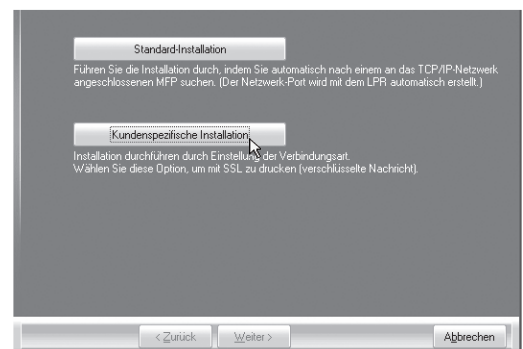 Standard-Installation
Führen Sie die Installation durch, indem Sie automatisch nach einem an das TCP/IP-Netzwerk
angeschlossenen MFP suchen. (Der Netzwerk-Port wird mit dem LPR automatisch erstellt.)
Kundenspezifische Installation
Installation durchführen durch Einstellung der Verbindungsart.
Wählen Sie diese Option, um mit SSL zu drucken (verschlüsselte Nachricht).
< Zurück
Weiter >
Abbrechen